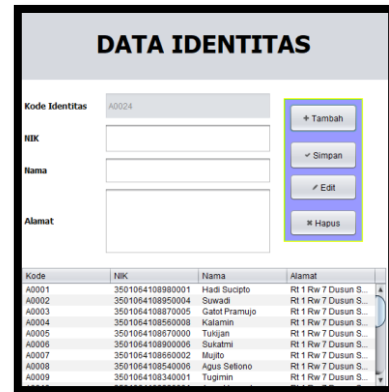 DATA IDENTITAS
Kode Identitas A0024
+ Tambah
NIK
✓ Simpan
Nama
Edit
Alamat
× Hapus
Kode NIK Nama Alamat
A0001 3501064108980001 Hadi Sucipto Rt 1 Rw 7 Dusun S...
A0002 3501064108950004 Suwadi Rt 1 Rw 7 Dusun S...
A0003 3501064108870005 Gatot Pramujo Rt 1 Rw 7 Dusun S...
A0004 3501064108560008 Kalamin Rt 1 Rw 7 Dusun S...
A0005 3501064108670000 Tukijan Rt 1 Rw 7 Dusun S...
A0006 3501064108900006 Sukatmi Rt 1 Rw 7 Dusun S...
A0007 3501064108660002 Mujito Rt 1 Rw 7 Dusun S...
A0008 3501064108540006 Agus Setiono Rt 1 Rw 7 Dusun S...
A0009 3501064108340001 Tugimin Rt 1 Rw 7 Dusun S...